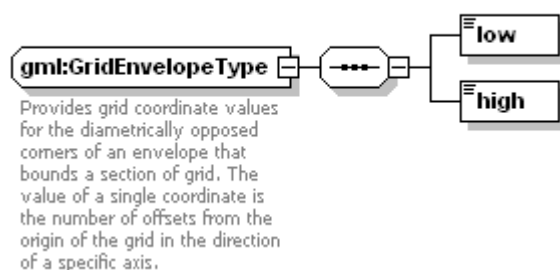 gml:GridEnvelopeType
low
high
Provides grid coordinate values
for the diametrically opposed
corners of an envelope that
bounds a section of grid. The
value of a single coordinate is
the number of offsets from the
origin of the grid in the direction
of a specific axis.